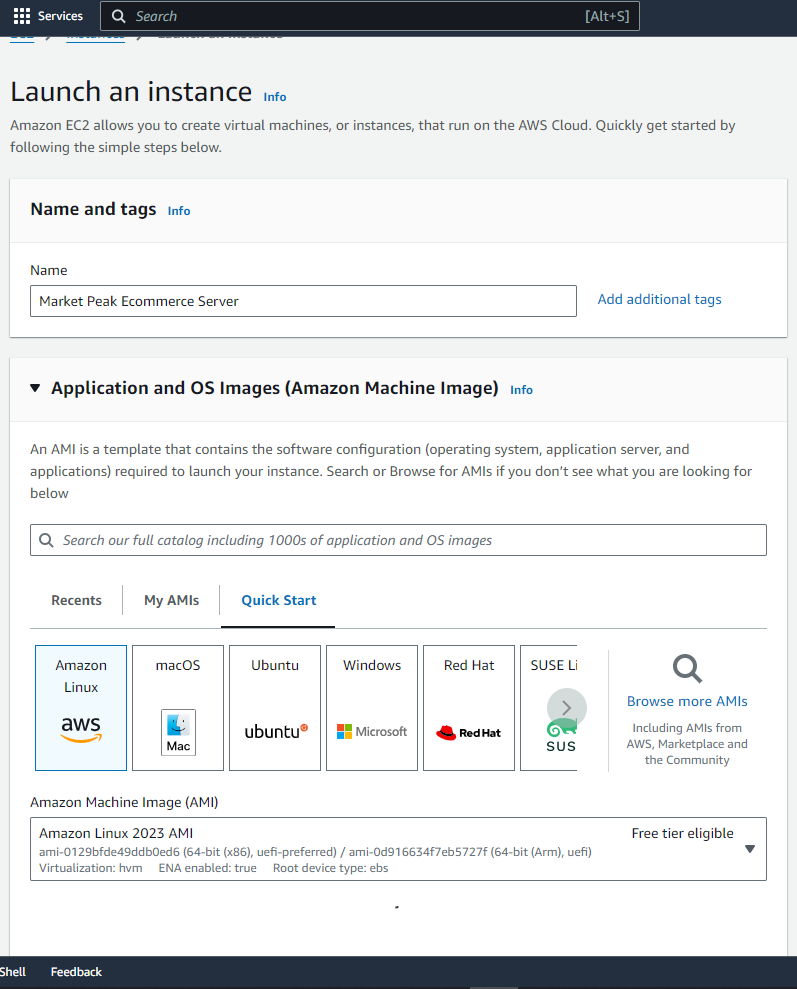 Services
Search
[Alt+S]
EC2 > Instances > Launch an instance
Launch an instance Info
Amazon EC2 allows you to create virtual machines, or instances, that run on the AWS Cloud. Quickly get started by
following the simple steps below.
Name and tags Info
Name
Market Peak Ecommerce Server
Add additional tags
Application and OS Images (Amazon Machine Image) Info
An AMI is a template that contains the software configuration (operating system, application server, and
applications) required to launch your instance. Search or Browse for AMIs if you don't see what you are looking for
below
Search our full catalog including 1000s of application and OS images
Recents
My AMIs
Quick Start
Amazon
Linux
aws
macOS
Mac
Ubuntu
ubuntu
Windows
Microsoft
Red Hat
Red Hat
SUSE Li
SUS
Browse more AMIs
Including AMIs from
AWS, Marketplace and
the Community
Amazon Machine Image (AMI)
Amazon Linux 2023 AMI
Free tier eligible
ami-0129bfde49ddb0ed6 (64-bit (x86), uefi-preferred) / ami-0d916634f7eb5727f (64-bit (Arm), uefi)
Virtualization: hvm ENA enabled: true Root device type: ebs
Shell
Feedback